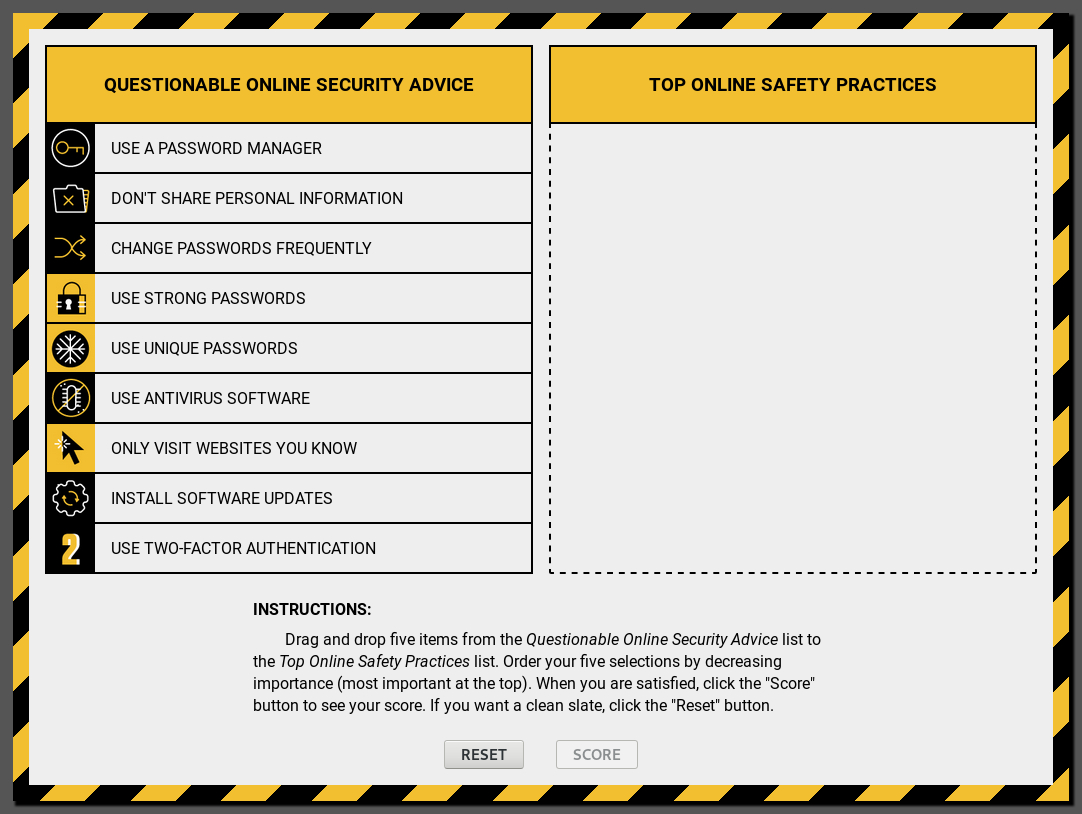 QUESTIONABLE ONLINE SECURITY ADVICE
TOP ONLINE SAFETY PRACTICES
USE A PASSWORD MANAGER
DON'T SHARE PERSONAL INFORMATION
CHANGE PASSWORDS FREQUENTLY
USE STRONG PASSWORDS
USE UNIQUE PASSWORDS
USE ANTIVIRUS SOFTWARE
ONLY VISIT WEBSITES YOU KNOW
INSTALL SOFTWARE UPDATES
2 USE TWO-FACTOR AUTHENTICATION
INSTRUCTIONS:
Drag and drop five items from the Questionable Online Security Advice list to
the Top Online Safety Practices list. Order your five selections by decreasing
importance (most important at the top). When you are satisfied, click the "Score"
button to see your score. If you want a clean slate, click the "Reset" button.
RESET SCORE